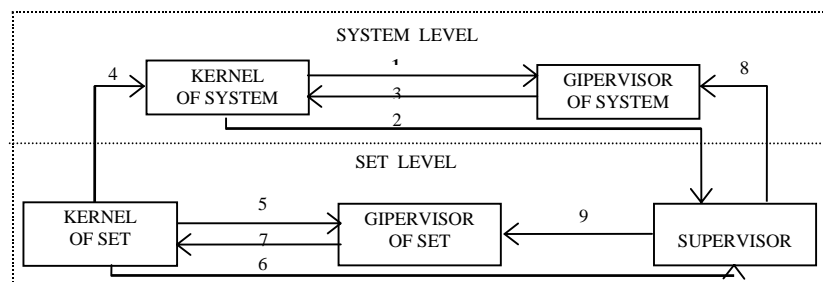 SYSTEM LEVEL
4
KERNEL
OF SYSTEM
1
3
GIPERVISOR
OF SYSTEM
8
2
SET LEVEL
KERNEL
OF SET
5
7
GIPERVISOR
OF SET
9
SUPERVISOR
6